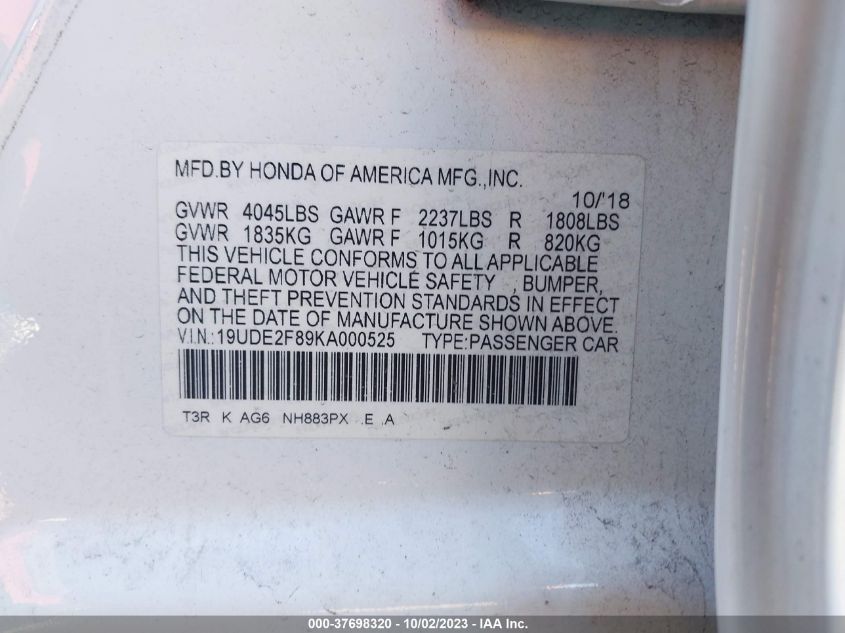 MFD.BY HONDA OF AMERICA MFG.,INC.
10/'18
GVWR 4045LBS GAWR F 2237LBS R 1808LBS
GVWR 1835KG GAWR F 1015KG R 820KG
THIS VEHICLE CONFORMS TO ALL APPLICABLE
FEDERAL MOTOR VEHICLE SAFETY , BUMPER,
AND THEFT PREVENTION STANDARDS IN EFFECT
ON THE DATE OF MANUFACTURE SHOWN ABOVE.
V.I.N.:19UDE2F89KA000525 TYPE:PASSENGER CAR
T3R K AG6 NH883PX .E .A
000-37698320 - 10/02/2023 - IAA Inc.